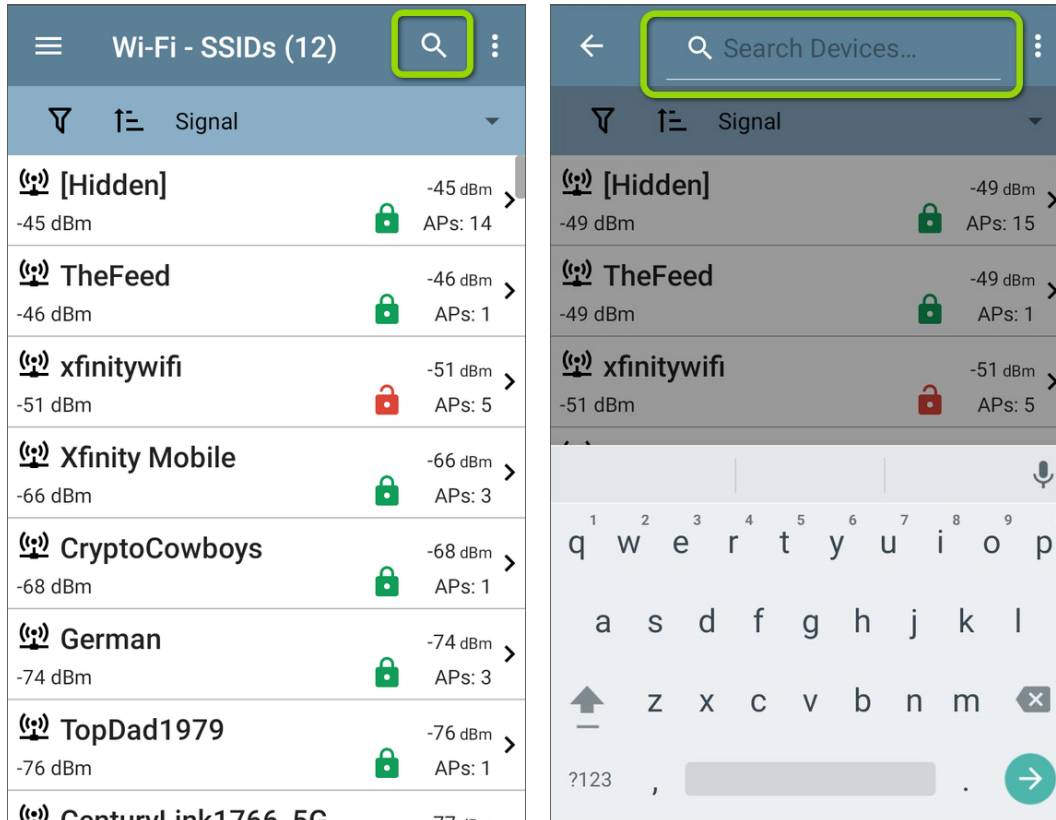 Wi-Fi - SSIDs (12)
Signal
[Hidden]
-45 dBm
-45 dBm
APs: 14
TheFeed
-46 dBm
-46 dBm
APs: 1
xfinitywifi
-51 dBm
-51 dBm
APs: 5
Xfinity Mobile
-66 dBm
-66 dBm
APs: 3
CryptoCowboys
-68 dBm
-68 dBm
APs: 1
German
-74 dBm
-74 dBm
APs: 3
TopDad1979
-76 dBm
-76 dBm
APs: 1
Search Devices...
Signal
[Hidden]
-49 dBm
-49 dBm
APs: 15
TheFeed
-49 dBm
-49 dBm
APs: 1
xfinitywifi
-51 dBm
-51 dBm
APs: 5
1 2 3 4 5 6 7 8 9
q w e r t y u i o p
a s d f g h j k l
z x c v b n m
?123 , .